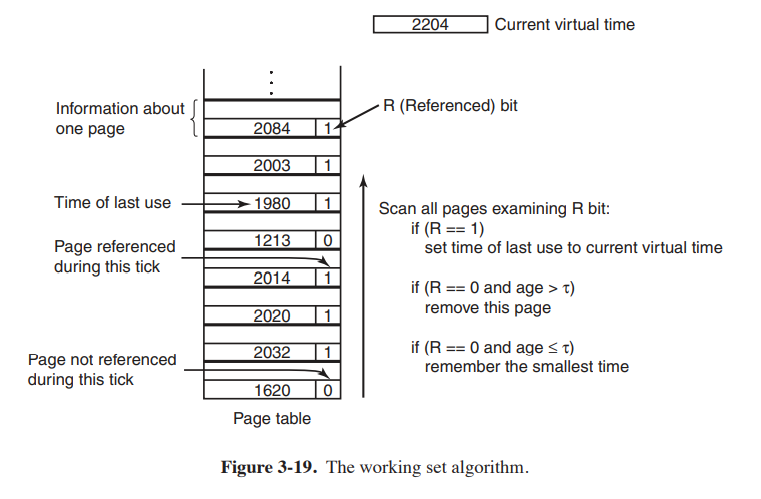 2204 Current virtual time
Information about
one page
R (Referenced) bit
2084 1
2003 1
Time of last use
1980 1
1213 0
Page referenced
during this tick
2014 1
2020 1
2032 1
Page not referenced
during this tick
1620 0
Page table
Scan all pages examining R bit:
if (R == 1)
set time of last use to current virtual time
if (R == 0 and age > τ)
remove this page
if (R == 0 and age ≤ τ)
remember the smallest time
Figure 3-19. The working set algorithm.